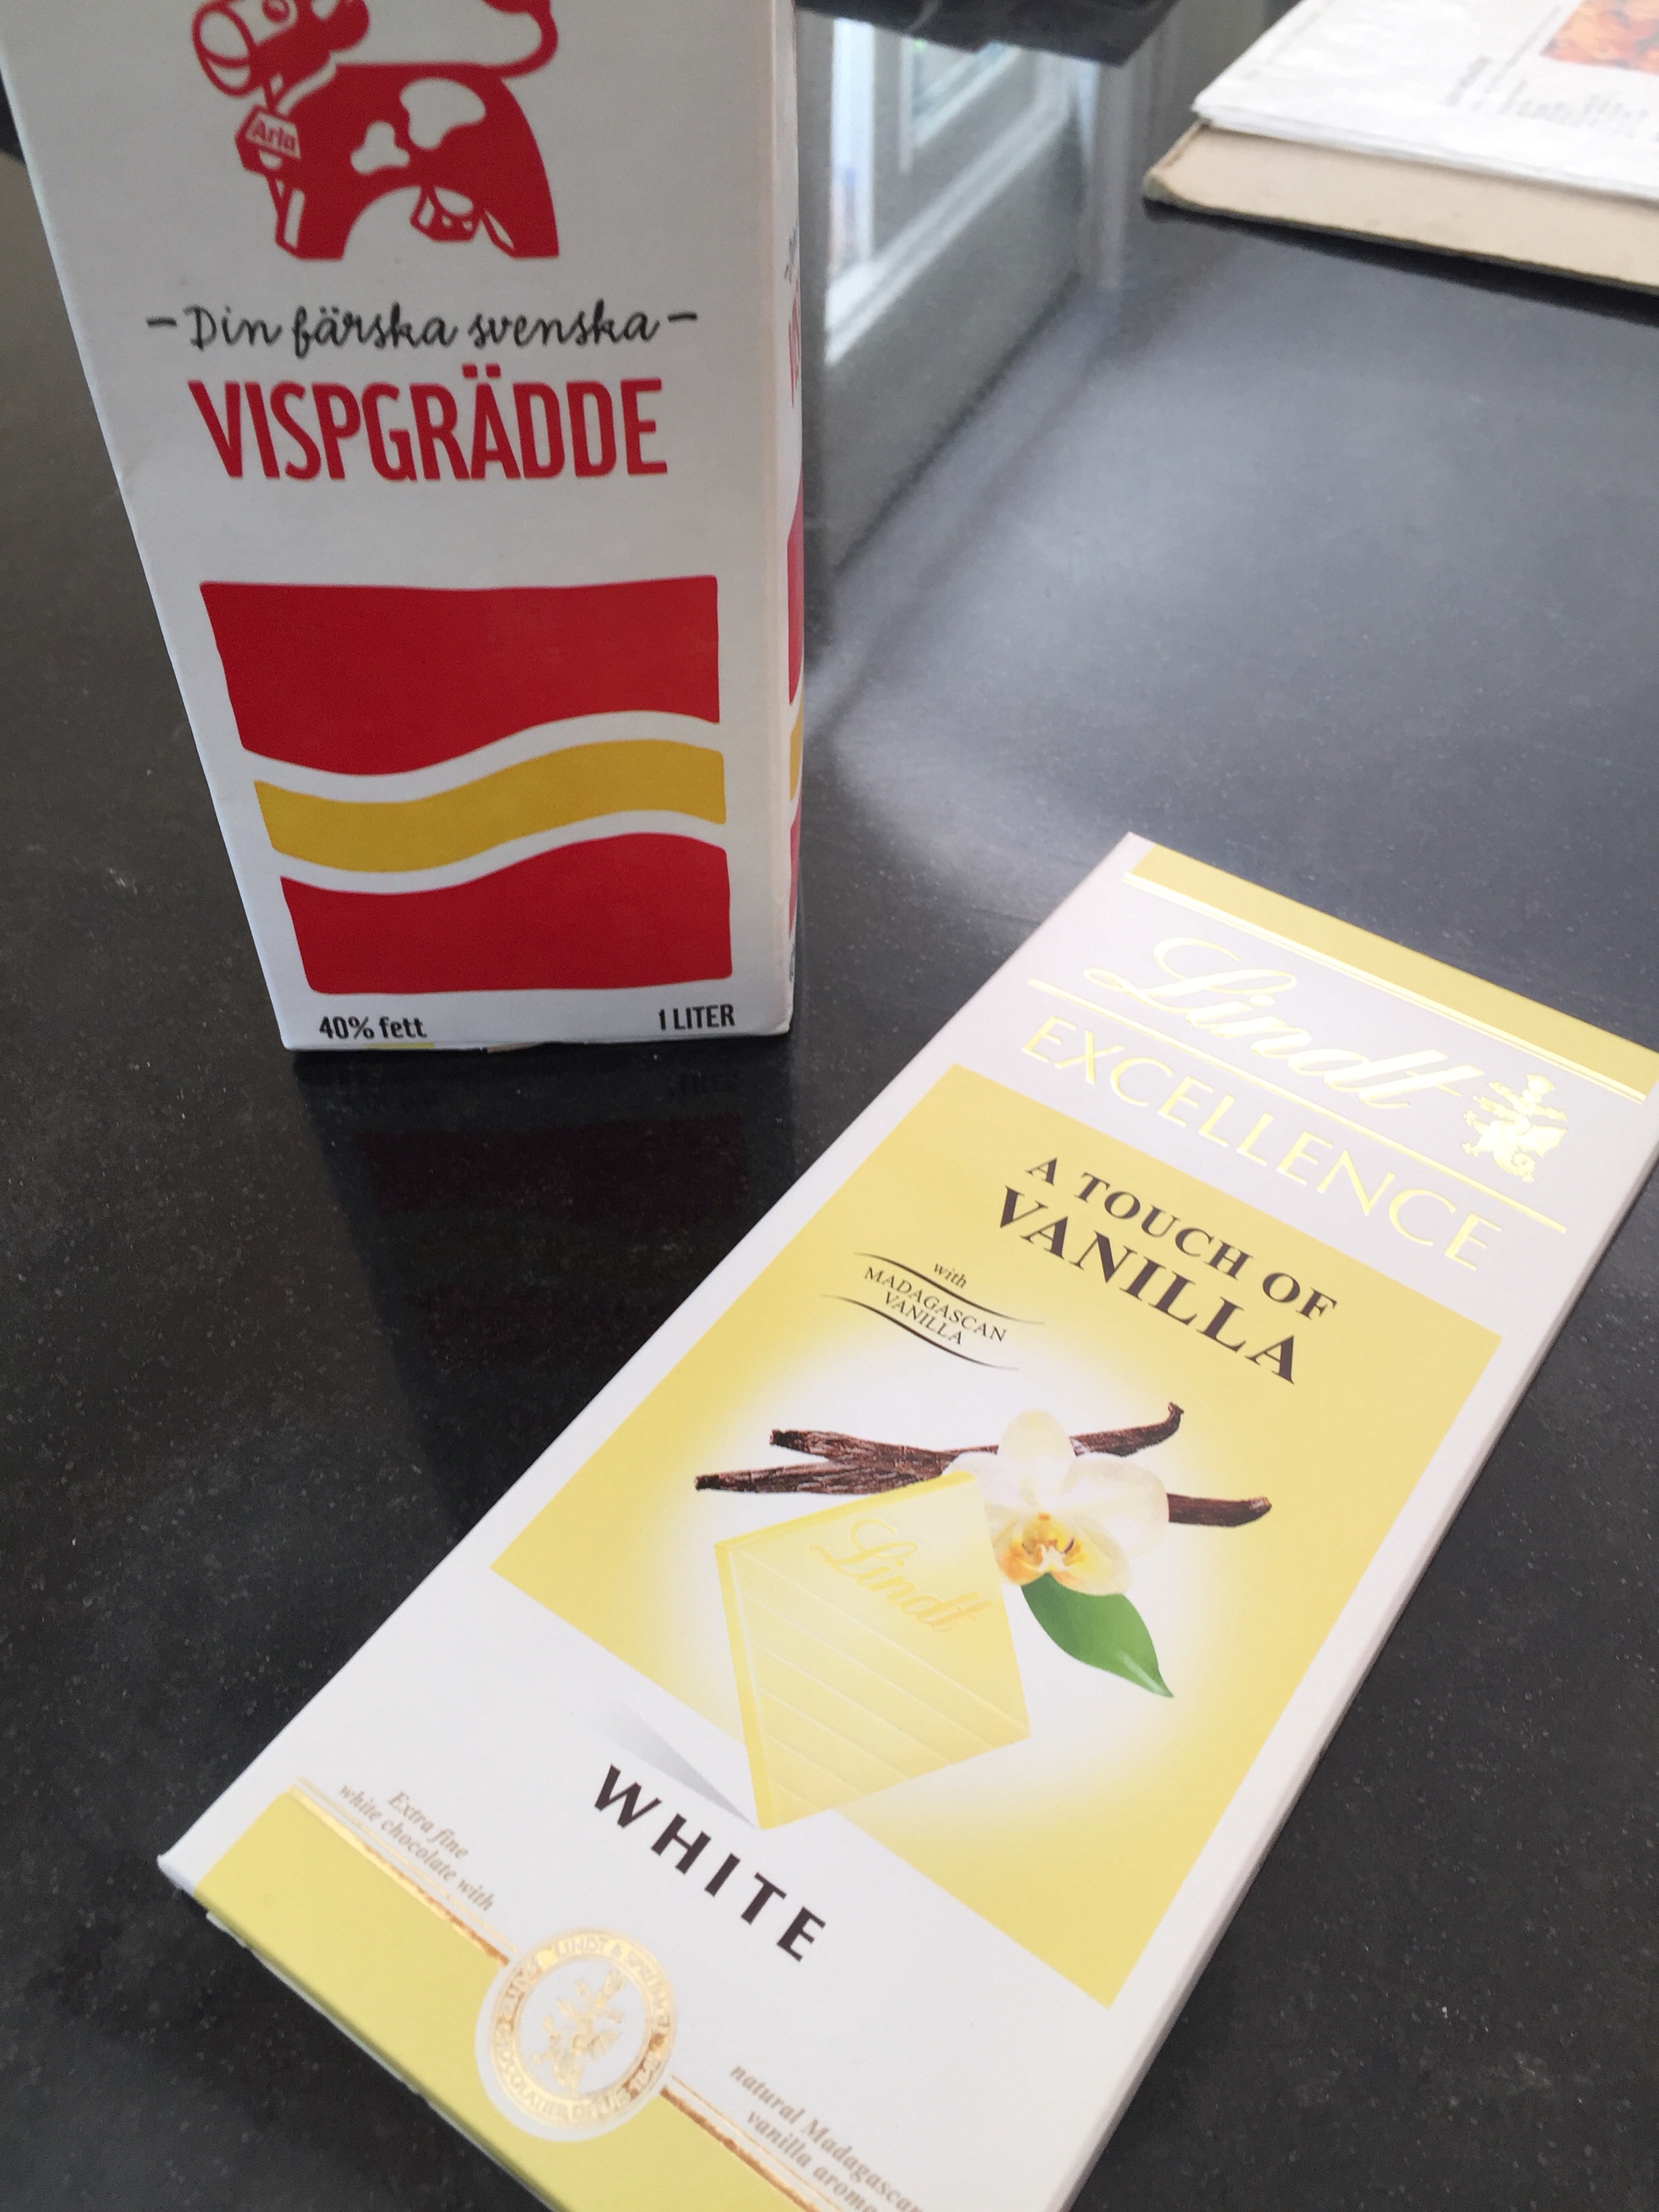 Arla
- Din färska svenska -
VISPGRÄDDE
40% fett
1 LITER
Lindt
EXCELLENCE
A TOUCH OF
VANILLA
with
MADAGASCAN
VANILLA
Lindt
WHITE
Extra fine
white chocolate with
LINDT &
natural Madagascan
vanilla